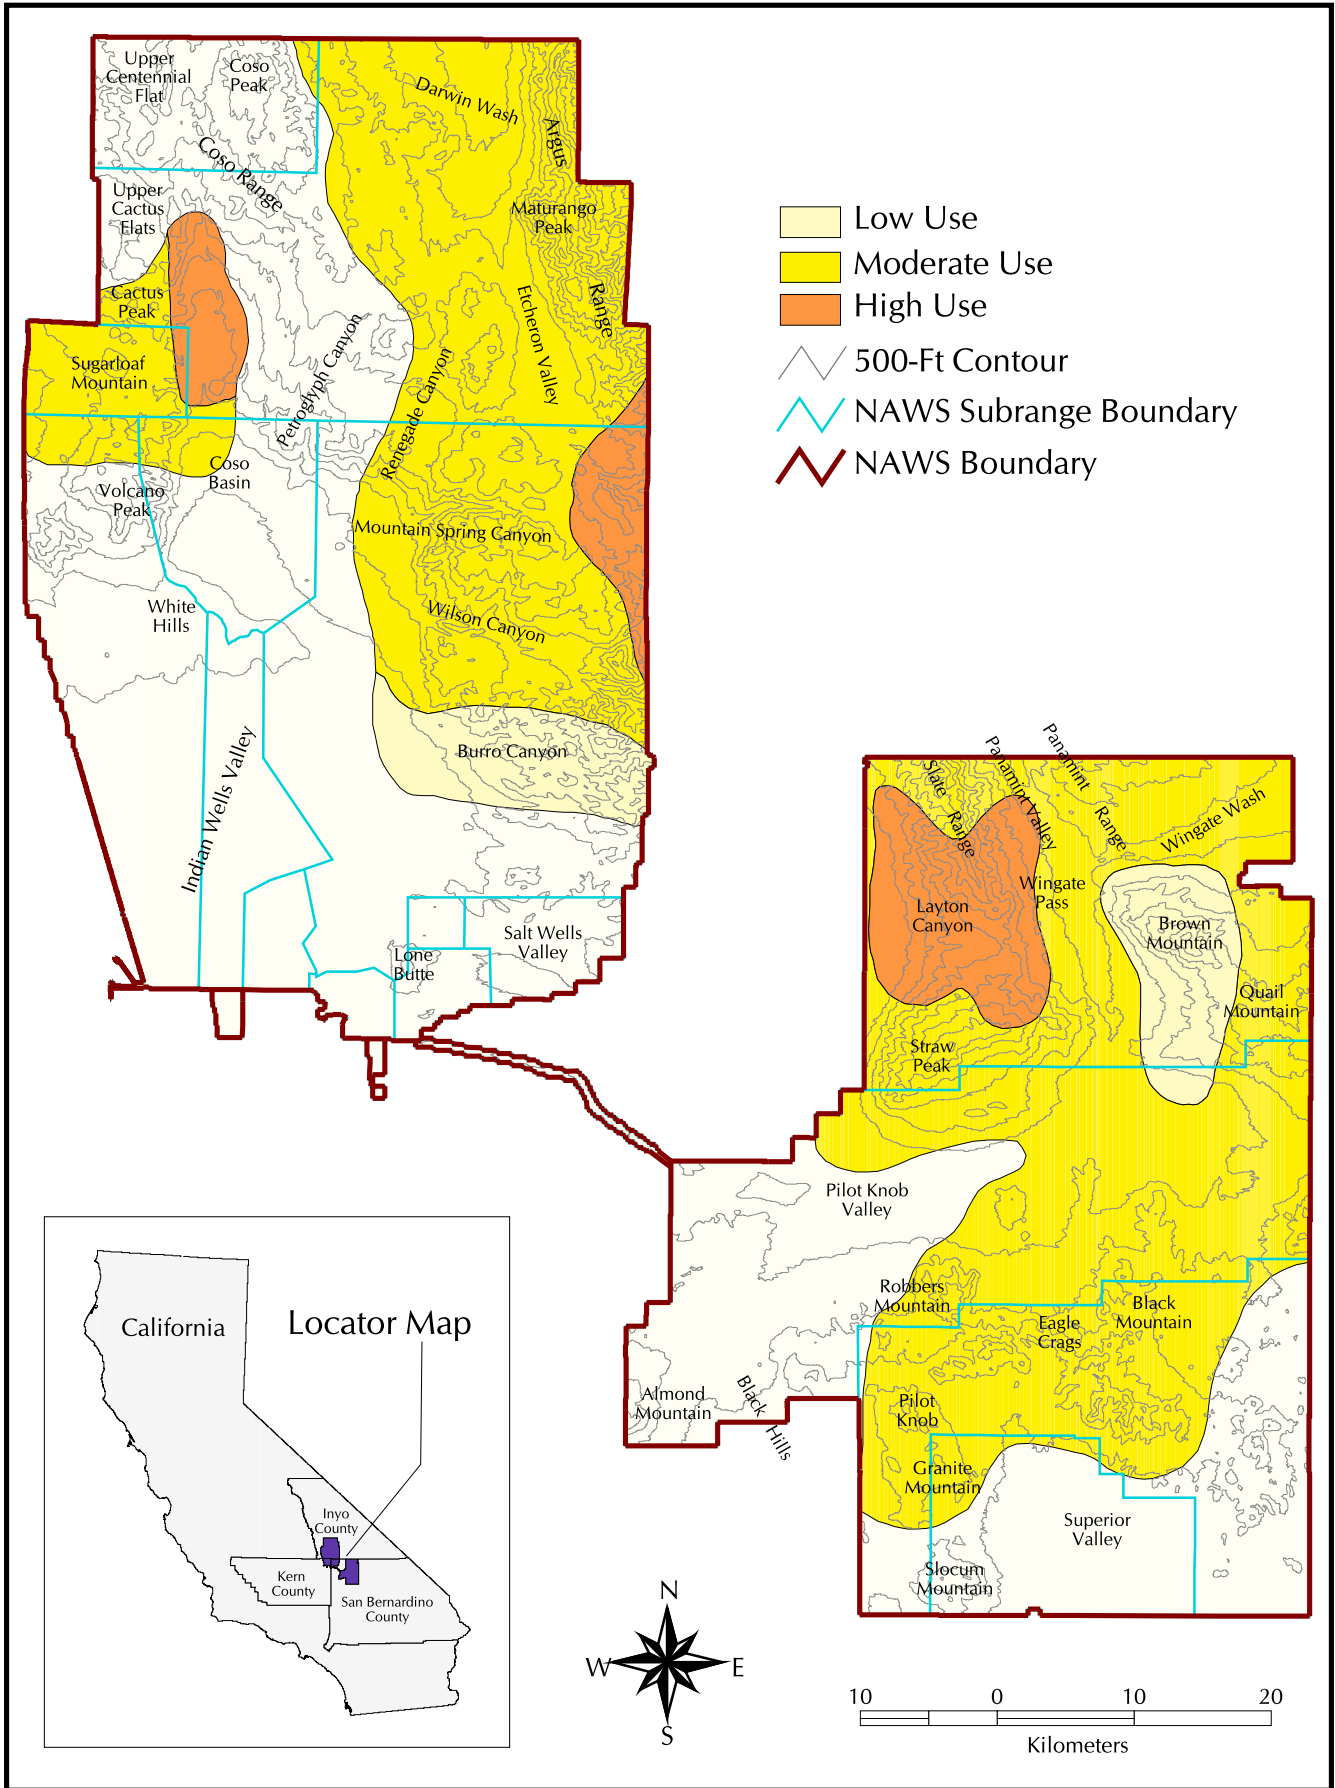 Upper
Centennial
Flat
Coso
Peak
Darwin Wash
Argus
Range
Coso Range
Upper
Cactus
Flats
Maturango
Peak
Cactus
Peak
Etcheron Valley
Sugarloaf
Mountain
Petroglyph Canyon
Renegade Canyon
Coso
Basin
Volcano
Peak
Mountain Spring Canyon
White
Hills
Wilson Canyon
Burro Canyon
Indian Wells Valley
Salt Wells
Valley
Lone
Butte
Low Use
Moderate Use
High Use
500-Ft Contour
NAWS Subrange Boundary
NAWS Boundary
Slate
Range
Panamint Valley
Panamint
Range
Wingate Wash
Wingate
Pass
Layton
Canyon
Brown
Mountain
Quail
Mountain
Straw
Peak
Pilot Knob
Valley
Robbers
Mountain
Eagle
Crags
Black
Mountain
Almond
Mountain
Black
Hills
Pilot
Knob
Granite
Mountain
Superior
Valley
Slocum
Mountain
California
Locator Map
Inyo
County
Kern
County
San Bernardino
County
N
W
E
S
10 0 10 20
Kilometers